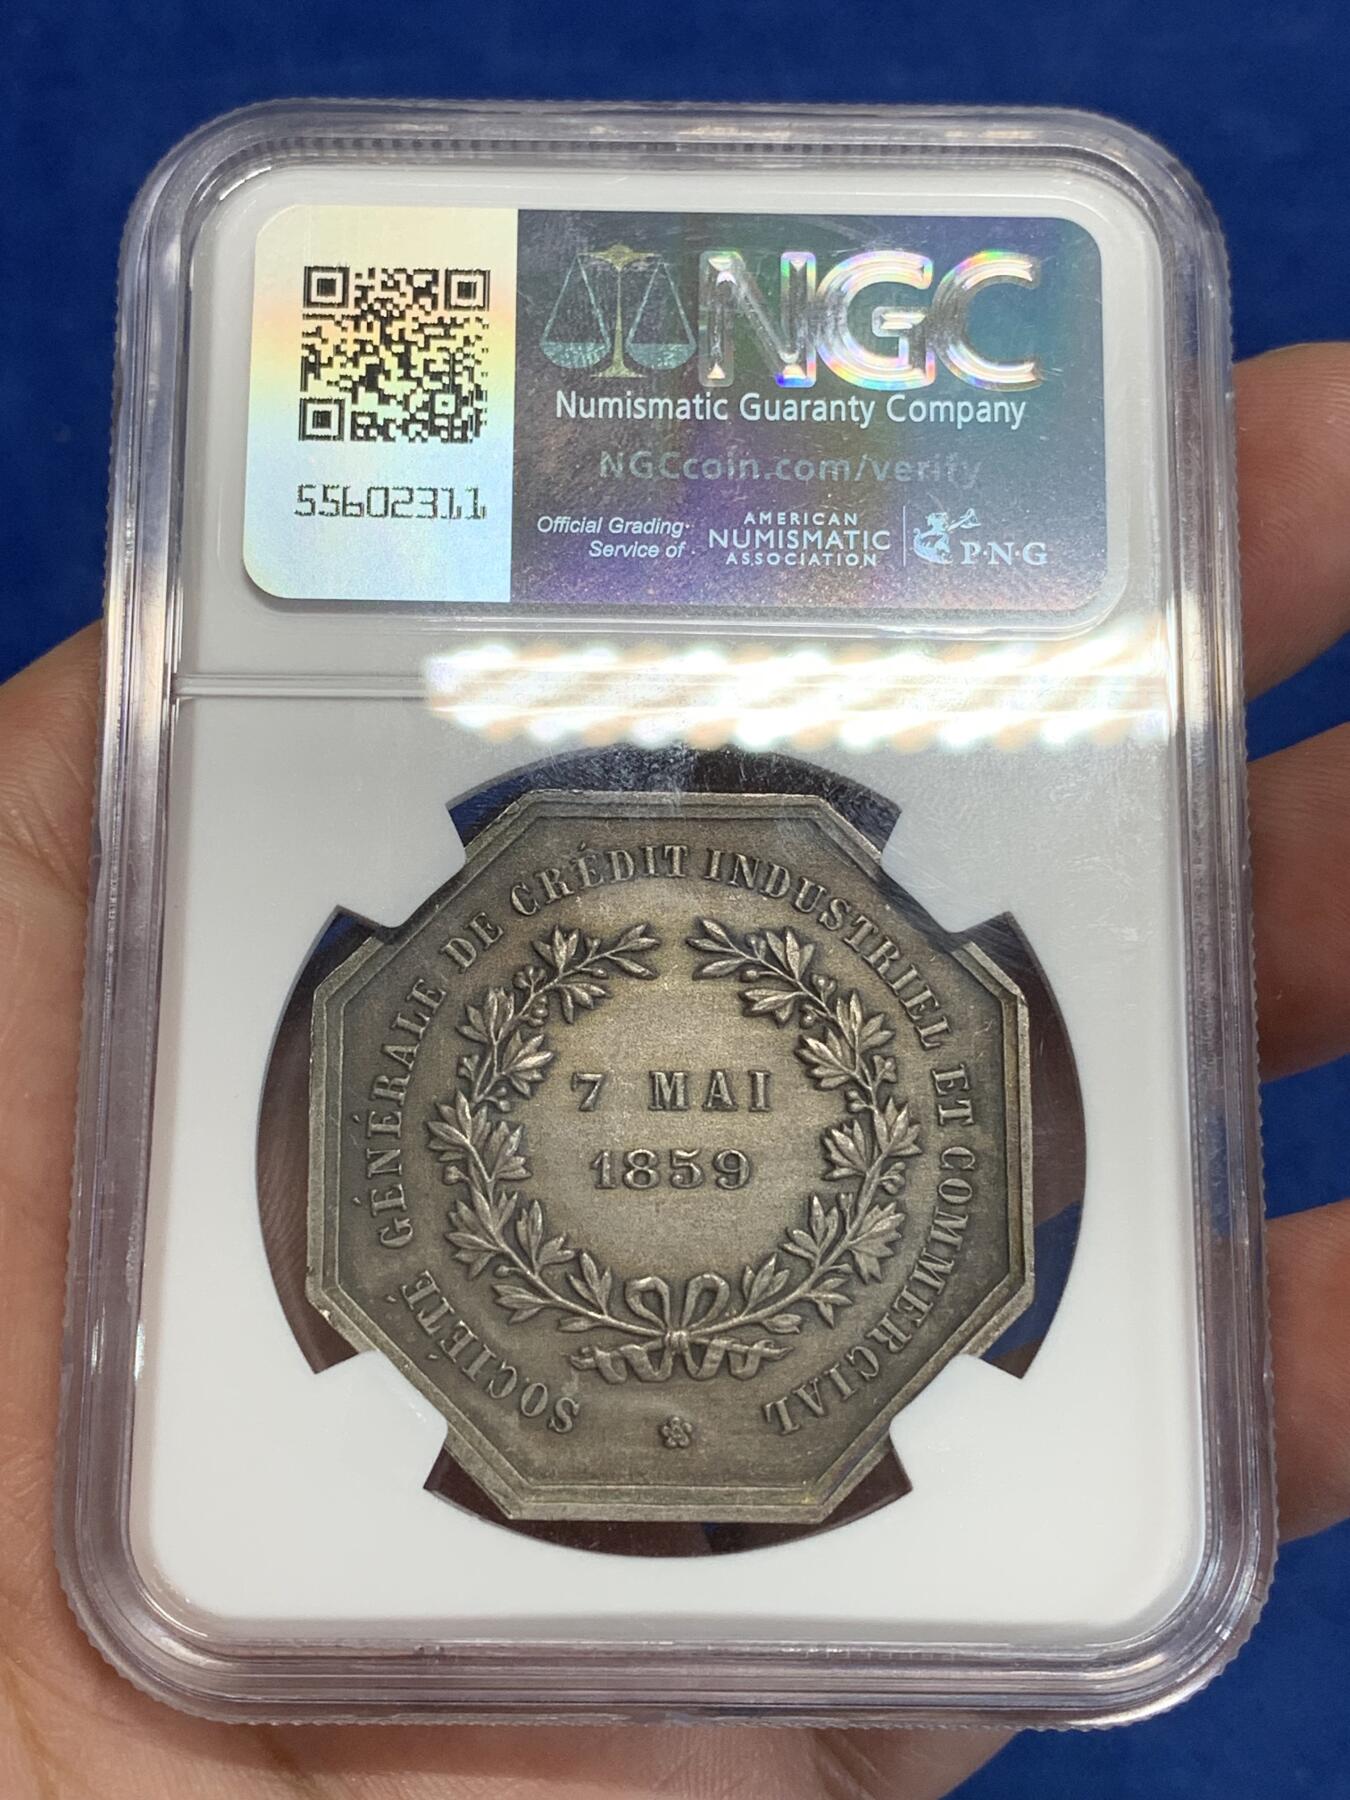 NGC
Numismatic Guaranty Company
NGCcoin.com/verify
55602311
Official Grading
Service of
AMERICAN
NUMISMATIC
ASSOCIATION
P·N·G
SOCIÉTÉ GÉNÉRALE DE CRÉDIT INDUSTRIEL ET COMMERCIAL
7 MAI
1859